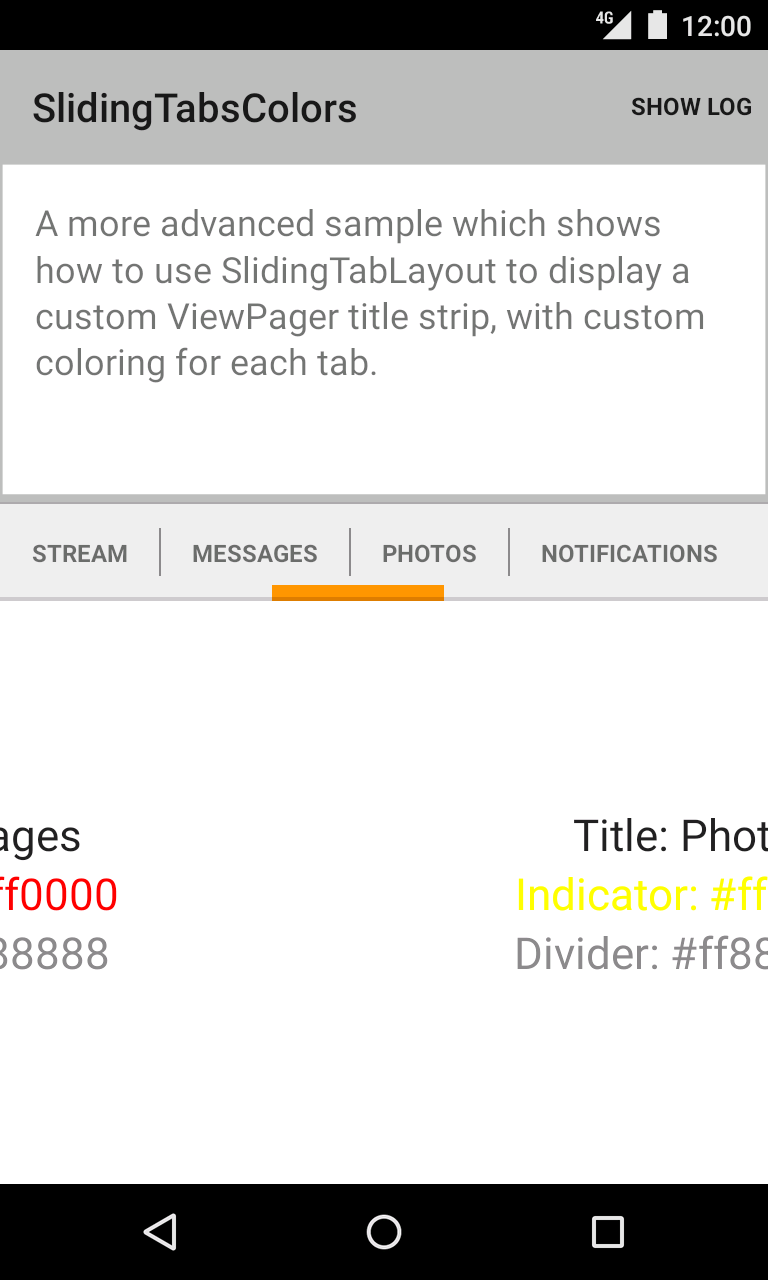 4G 12:00
SlidingTabsColors SHOW LOG
A more advanced sample which shows
how to use SlidingTabLayout to display a
custom ViewPager title strip, with custom
coloring for each tab.
STREAM MESSAGES PHOTOS NOTIFICATIONS
ages Title: Phot
ff0000 Indicator: #ff
88888 Divider: #ff88